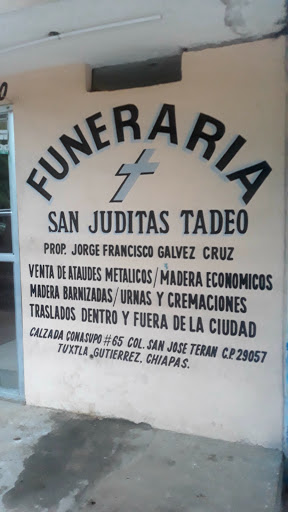 FUNERARIA
SAN JUDITAS TADEO
PROP. JORGE FRANCISCO GALVEZ CRUZ
VENTA DE ATAUDES METALICOS/MADERA ECONOMICOS
MADERA BARNIZADAS/URNAS Y CREMACIONES
TRASLADOS DENTRO Y FUERA DE LA CIUDAD
CALZADA CONASUPO #65 COL. SAN JOSE TERAN C.P. 29057
TUXTLA GUTIERREZ, CHIAPAS.